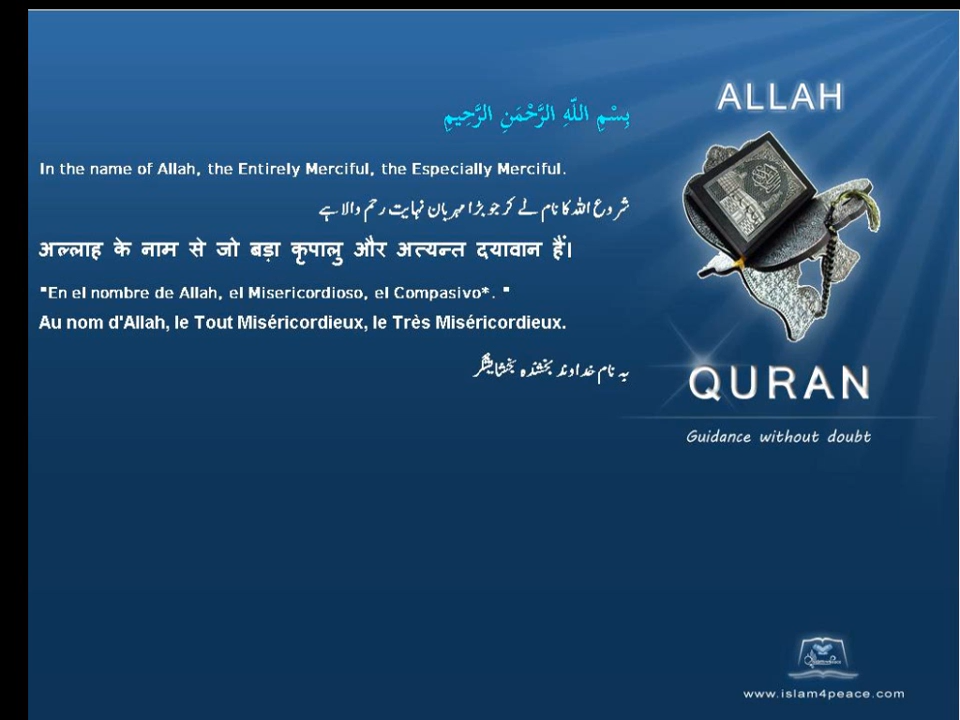 بِسْمِ اللّهِ الرَّحْمَنِ الرَّحِيمِ
In the name of Allah, the Entirely Merciful, the Especially Merciful.
شروع الله کا نام لے کر جو بڑا مہربان نہایت رحم والا ہے
अल्लाह के नाम से जो बड़ा कृपालु और अत्यन्त दयावान हैं।
"En el nombre de Allah, el Misericordioso, el Compasivo*. "
Au nom d'Allah, le Tout Miséricordieux, le Très Miséricordieux.
به نام خداوند بخشنده بخشایشگر
ALLAH
QURAN
Guidance without doubt
www.islam4peace.com